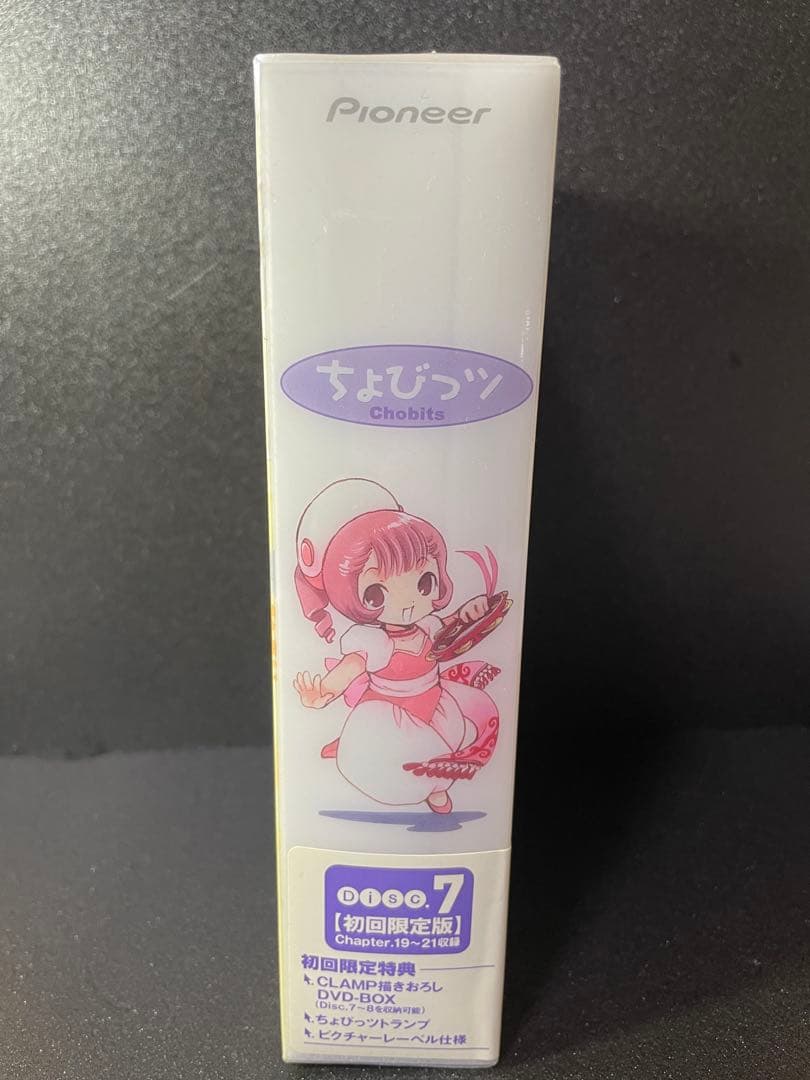 Pioneer
ちょびっツ
Chobits
Disc.7
【初回限定版】
Chapter.19〜21収録
初回限定特典
CLAMP描きおろし
DVD-BOX
(Disc.7〜8を収納可能)
ちょびっツトランプ
ピクチャーレーベル仕様